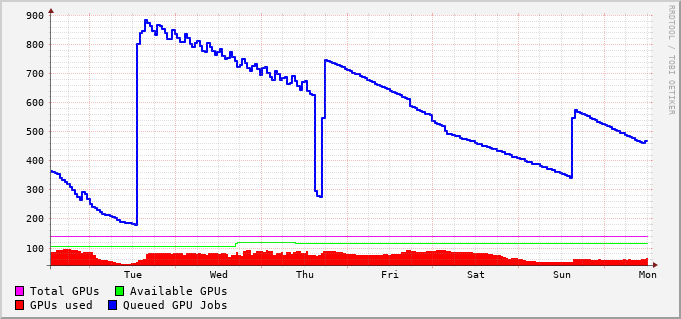 900
800
700
600
500
400
300
200
100
Tue Wed Thu Fri Sat Sun Mon
Total GPUs Available GPUs
GPUs used Queued GPU Jobs
RRDTOOL / TOBI OETIKER